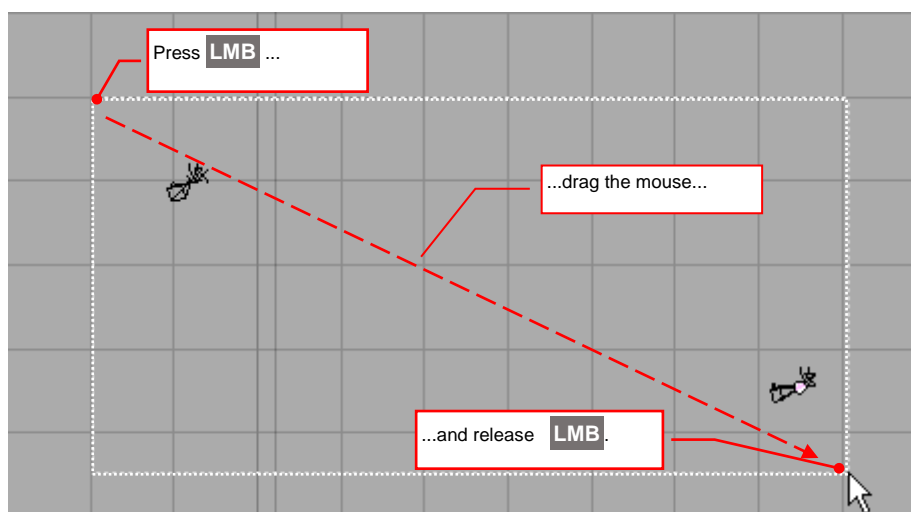 Press LMB ...
...drag the mouse...
...and release LMB.